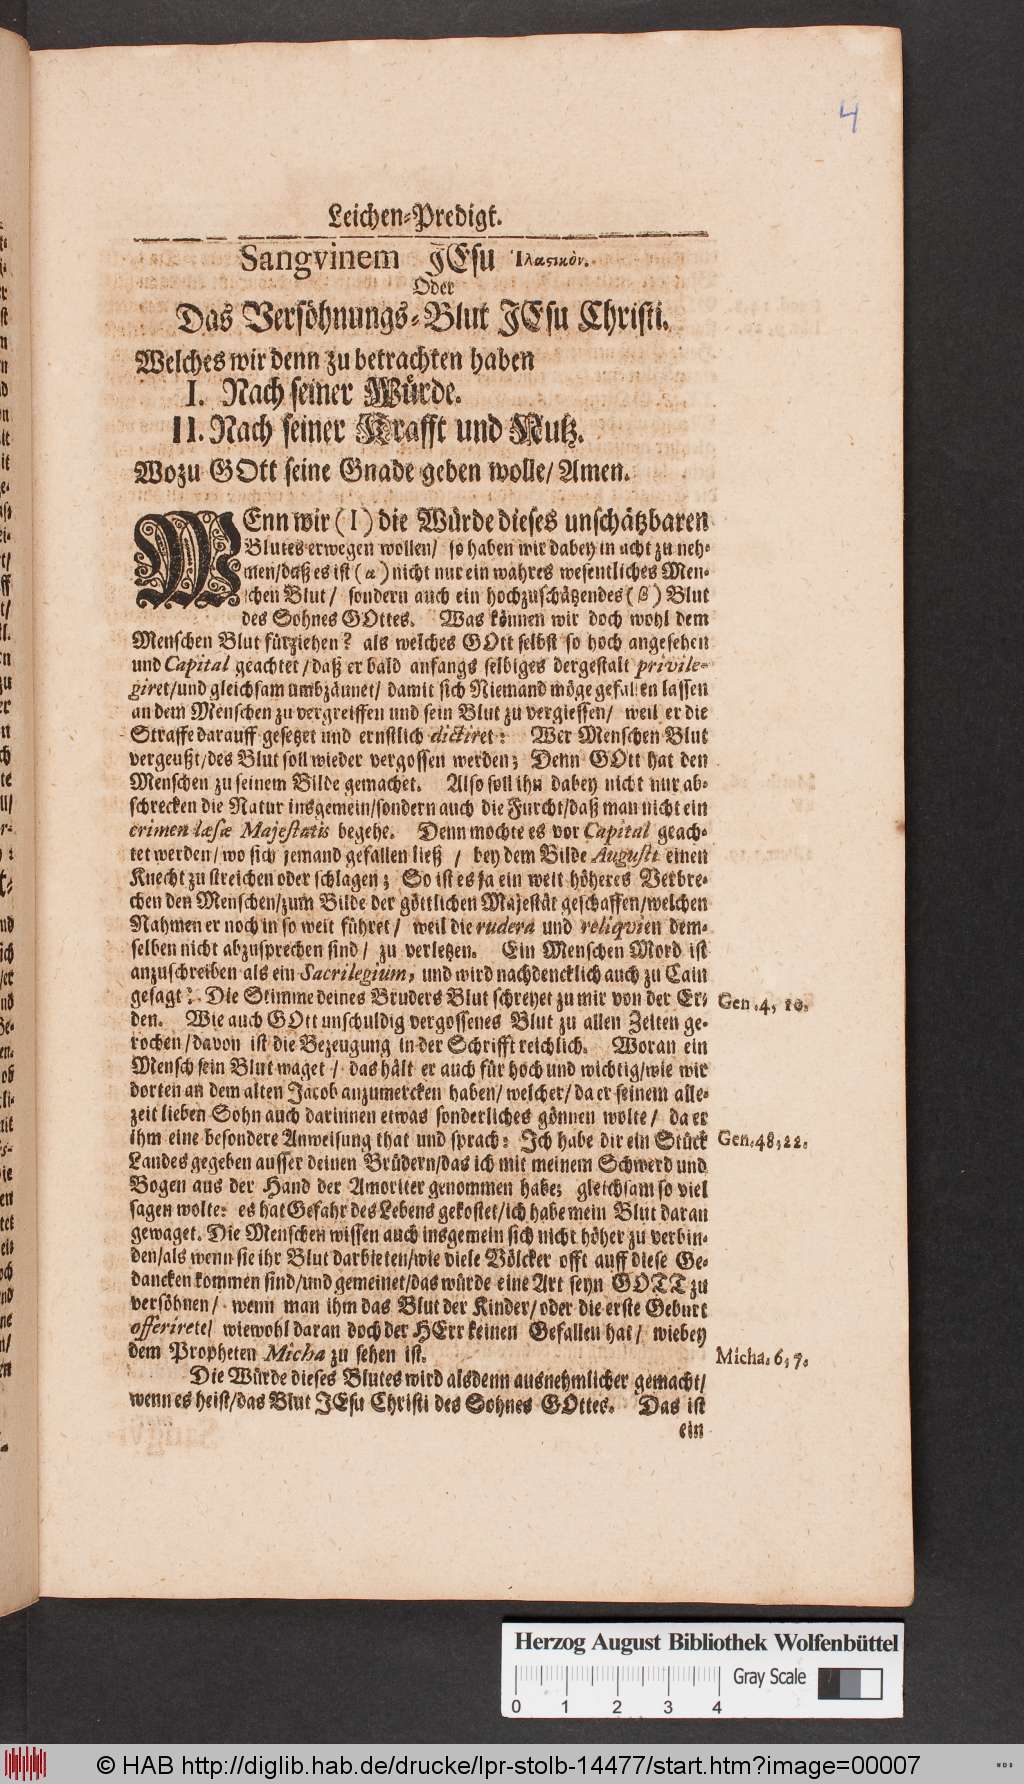 4
Leichen-Predigt.
Sangvinem JEsu Ἱλαςικὸν.
Oder
Das Versöhnungs-Blut JEsu Christi.
Welches wir denn zu betrachten haben
I. Nach seiner Würde.
II. Nach seiner Krafft und Nutz.
Wozu GOtt seine Gnade geben wolle/ Amen.
WEnn wir (I) die Würde dieses unschätzbaren
Blutes erwegen wollen/ so haben wir dabey in acht zu neh-
men/daß es ist (α) nicht nur ein wahres wesentliches Men-
schen Blut/ sondern auch ein hochzuschätzendes (β) Blut
des Sohnes GOttes. Was können wir doch wohl dem
Menschen Blut fürziehen? als welches GOtt selbst so hoch angesehen
und Capital geachtet/daß er bald anfangs selbiges dergestalt privile-
giret/und gleichsam umbzäunet/ damit sich Niemand möge gefallen lassen
an dem Menschen zu vergreiffen und sein Blut zu vergiessen/ weil er die
Straffe darauff gesetzet und ernstlich dictiret: Wer Menschen Blut
vergeußt/des Blut soll wieder vergossen werden; Denn GOtt hat den
Menschen zu seinem Bilde gemachet. Also soll ihn dabey nicht nur ab-
schrecken die Natur insgemein/sondern auch die Furcht/daß man nicht ein
crimen læsæ Majestatis begehe. Denn mochte es vor Capital geach-
tet werden/wo sich jemand gefallen ließ / bey dem Bilde Augusti einen
Knecht zu streichen oder schlagen; So ist es ja ein weit höheres Verbre-
chen den Menschen/zum Bilde der göttlichen Majestät geschaffen/welchen
Nahmen er noch in so weit führet/ weil die rudera und reliqvien dem-
selben nicht abzusprechen sind/ zu verletzen. Ein Menschen Mord ist
anzuschreiben als ein Sacrilegium, und wird nachdencklich auch zu Cain
gesagt: Die Stimme deines Bruders Blut schreyet zu mir von der Er- Gen. 4, 10.
den. Wie auch GOtt unschuldig vergossenes Blut zu allen Zeiten ge-
rochen/davon ist die Bezeugung in der Schrifft reichlich. Woran ein
Mensch sein Blut waget/ das hält er auch für hoch und wichtig/wie wir
dorten an dem alten Jacob anzumercken haben/welcher/da er seinem alle-
zeit lieben Sohn auch darinnen etwas sonderliches gönnen wolte/ da er
ihm eine besondere Anweisung that und sprach: Ich habe dir ein Stück Gen. 48, 22.
Landes gegeben ausser deinen Brüdern/das ich mit meinem Schwerd und
Bogen aus der Hand der Amoriter genommen habe; gleichsam so viel
sagen wolte: es hat Gefahr des Lebens gekostet/ich habe mein Blut daran
gewaget. Die Menschen wissen auch insgemein sich nicht höher zu verbin-
den/als wenn sie ihr Blut darbieten/wie viele Völcker offt auff diese Ge-
dancken kommen sind/und gemeinet/das würde eine Art seyn GOTT zu
versöhnen/ wenn man ihm das Blut der Kinder/oder die erste Geburt
offerirete/ wiewohl daran doch der HErr keinen Gefallen hat/ wie bey
dem Propheten Micha zu sehen ist. Micha. 6, 7.
Die Würde dieses Blutes wird alsdenn ausnehmlicher gemacht/
wenn es heist/das Blut JEsu Christi des Sohnes GOttes. Das ist
ein
Herzog August Bibliothek Wolfenbüttel
Gray Scale
0 1 2 3 4
© HAB http://diglib.hab.de/drucke/lpr-stolb-14477/start.htm?image=00007